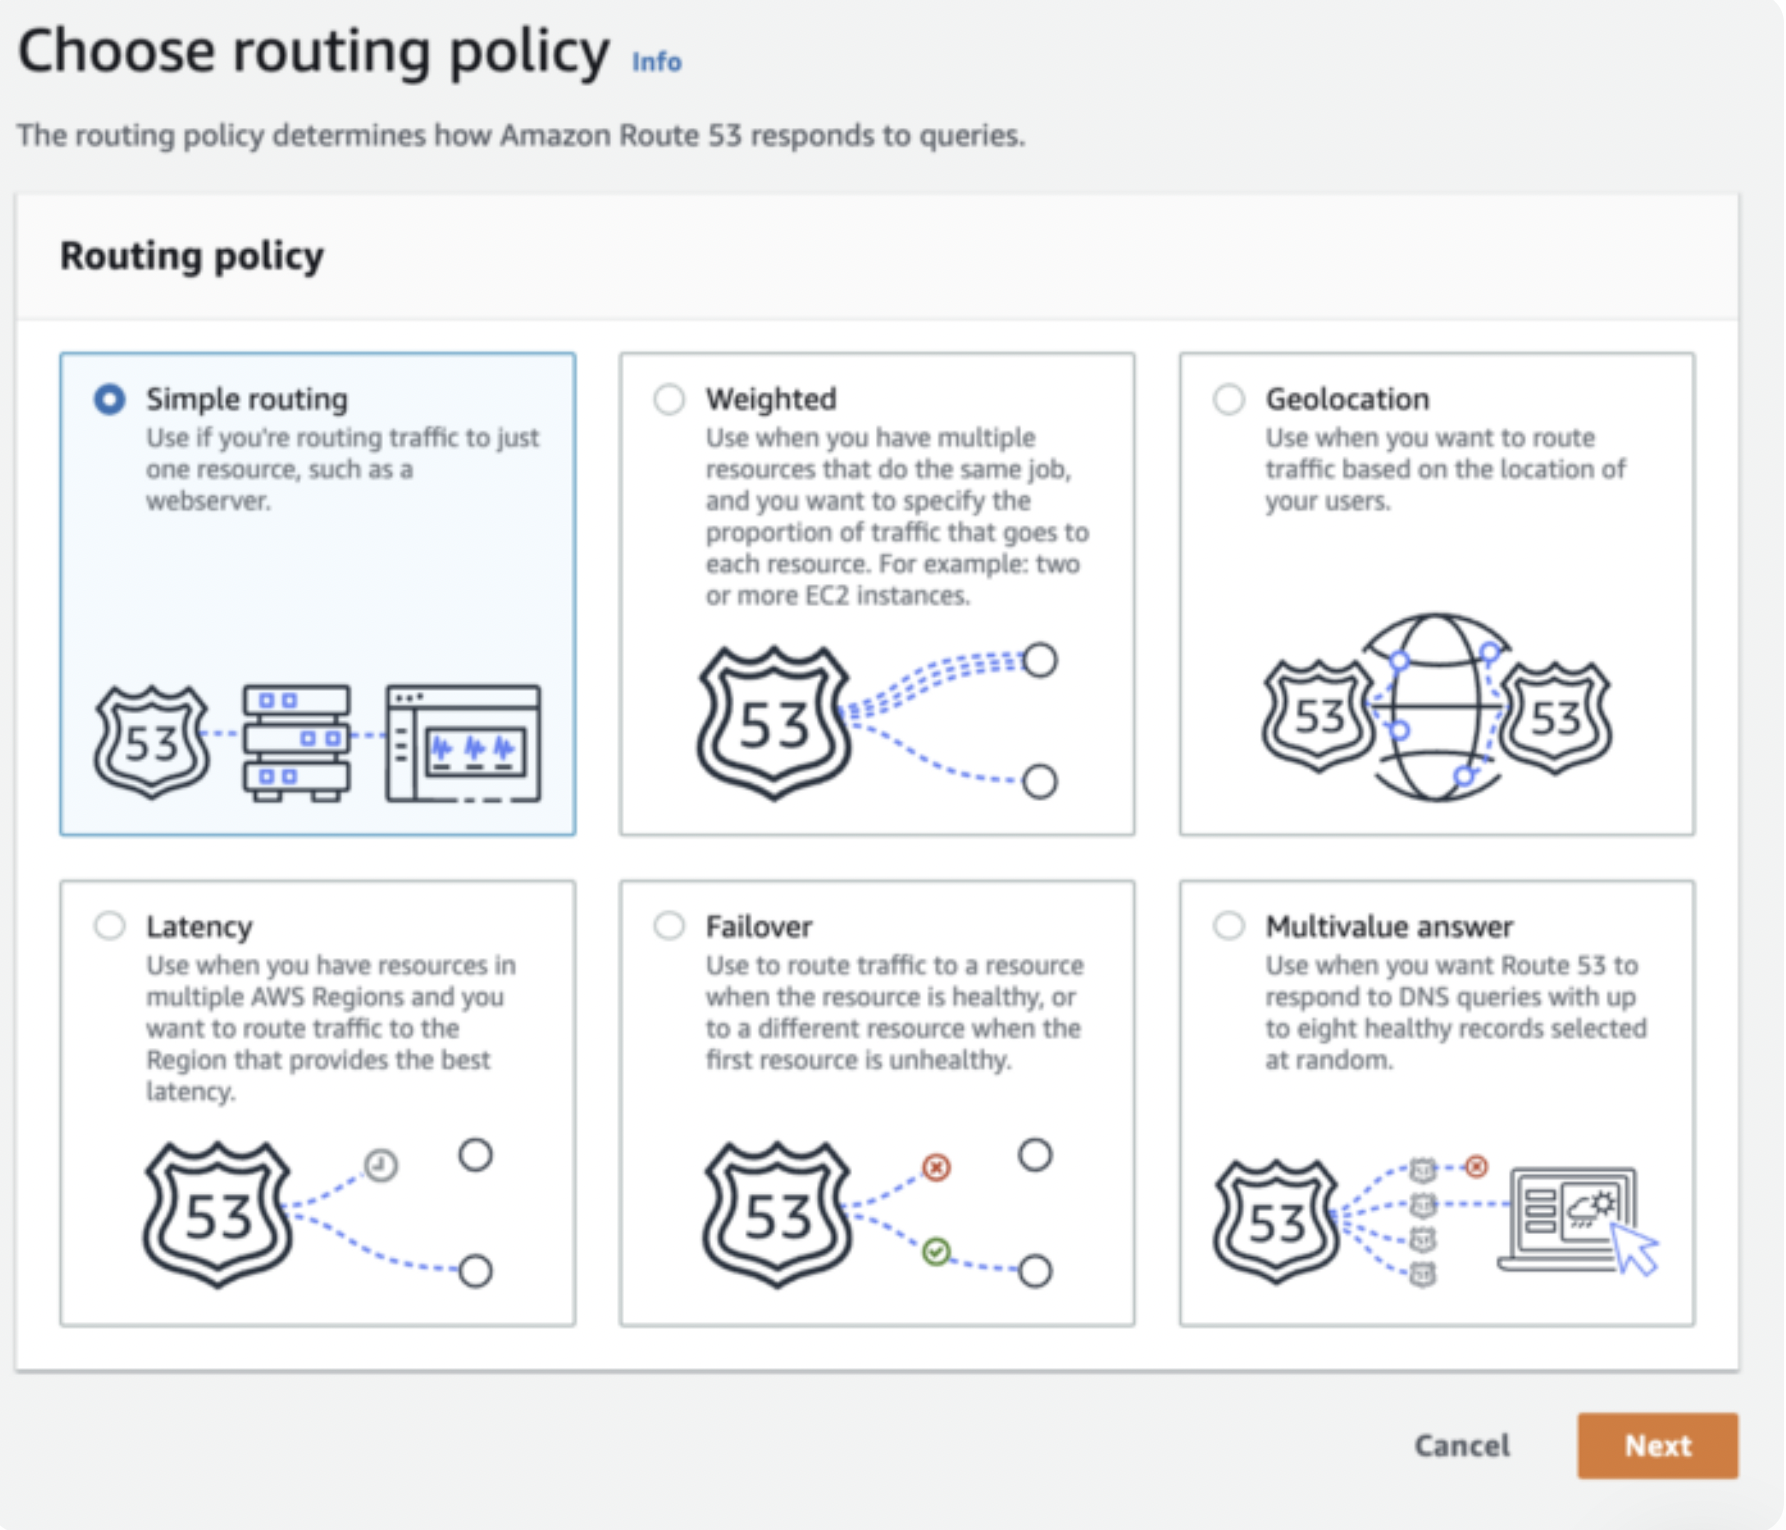 Choose routing policy Info
The routing policy determines how Amazon Route 53 responds to queries.
Routing policy
Simple routing
Use if you're routing traffic to just
one resource, such as a
webserver.
53
Weighted
Use when you have multiple
resources that do the same job,
and you want to specify the
proportion of traffic that goes to
each resource. For example: two
or more EC2 instances.
53
Geolocation
Use when you want to route
traffic based on the location of
your users.
53 53
Latency
Use when you have resources in
multiple AWS Regions and you
want to route traffic to the
Region that provides the best
latency.
53
Failover
Use to route traffic to a resource
when the resource is healthy, or
to a different resource when the
first resource is unhealthy.
53
Multivalue answer
Use when you want Route 53 to
respond to DNS queries with up
to eight healthy records selected
at random.
53
Cancel Next